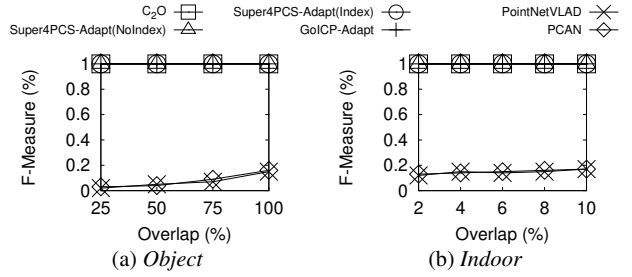 C₂O Super4PCS-Adapt(Index) PointNetVLAD
Super4PCS-Adapt(NoIndex) GoICP-Adapt PCAN
F-Measure (%)
1
0.8
0.6
0.4
0.2
0
25 50 75 100
Overlap (%)
(a) Object
F-Measure (%)
1
0.8
0.6
0.4
0.2
0
2 4 6 8 10
Overlap (%)
(b) Indoor